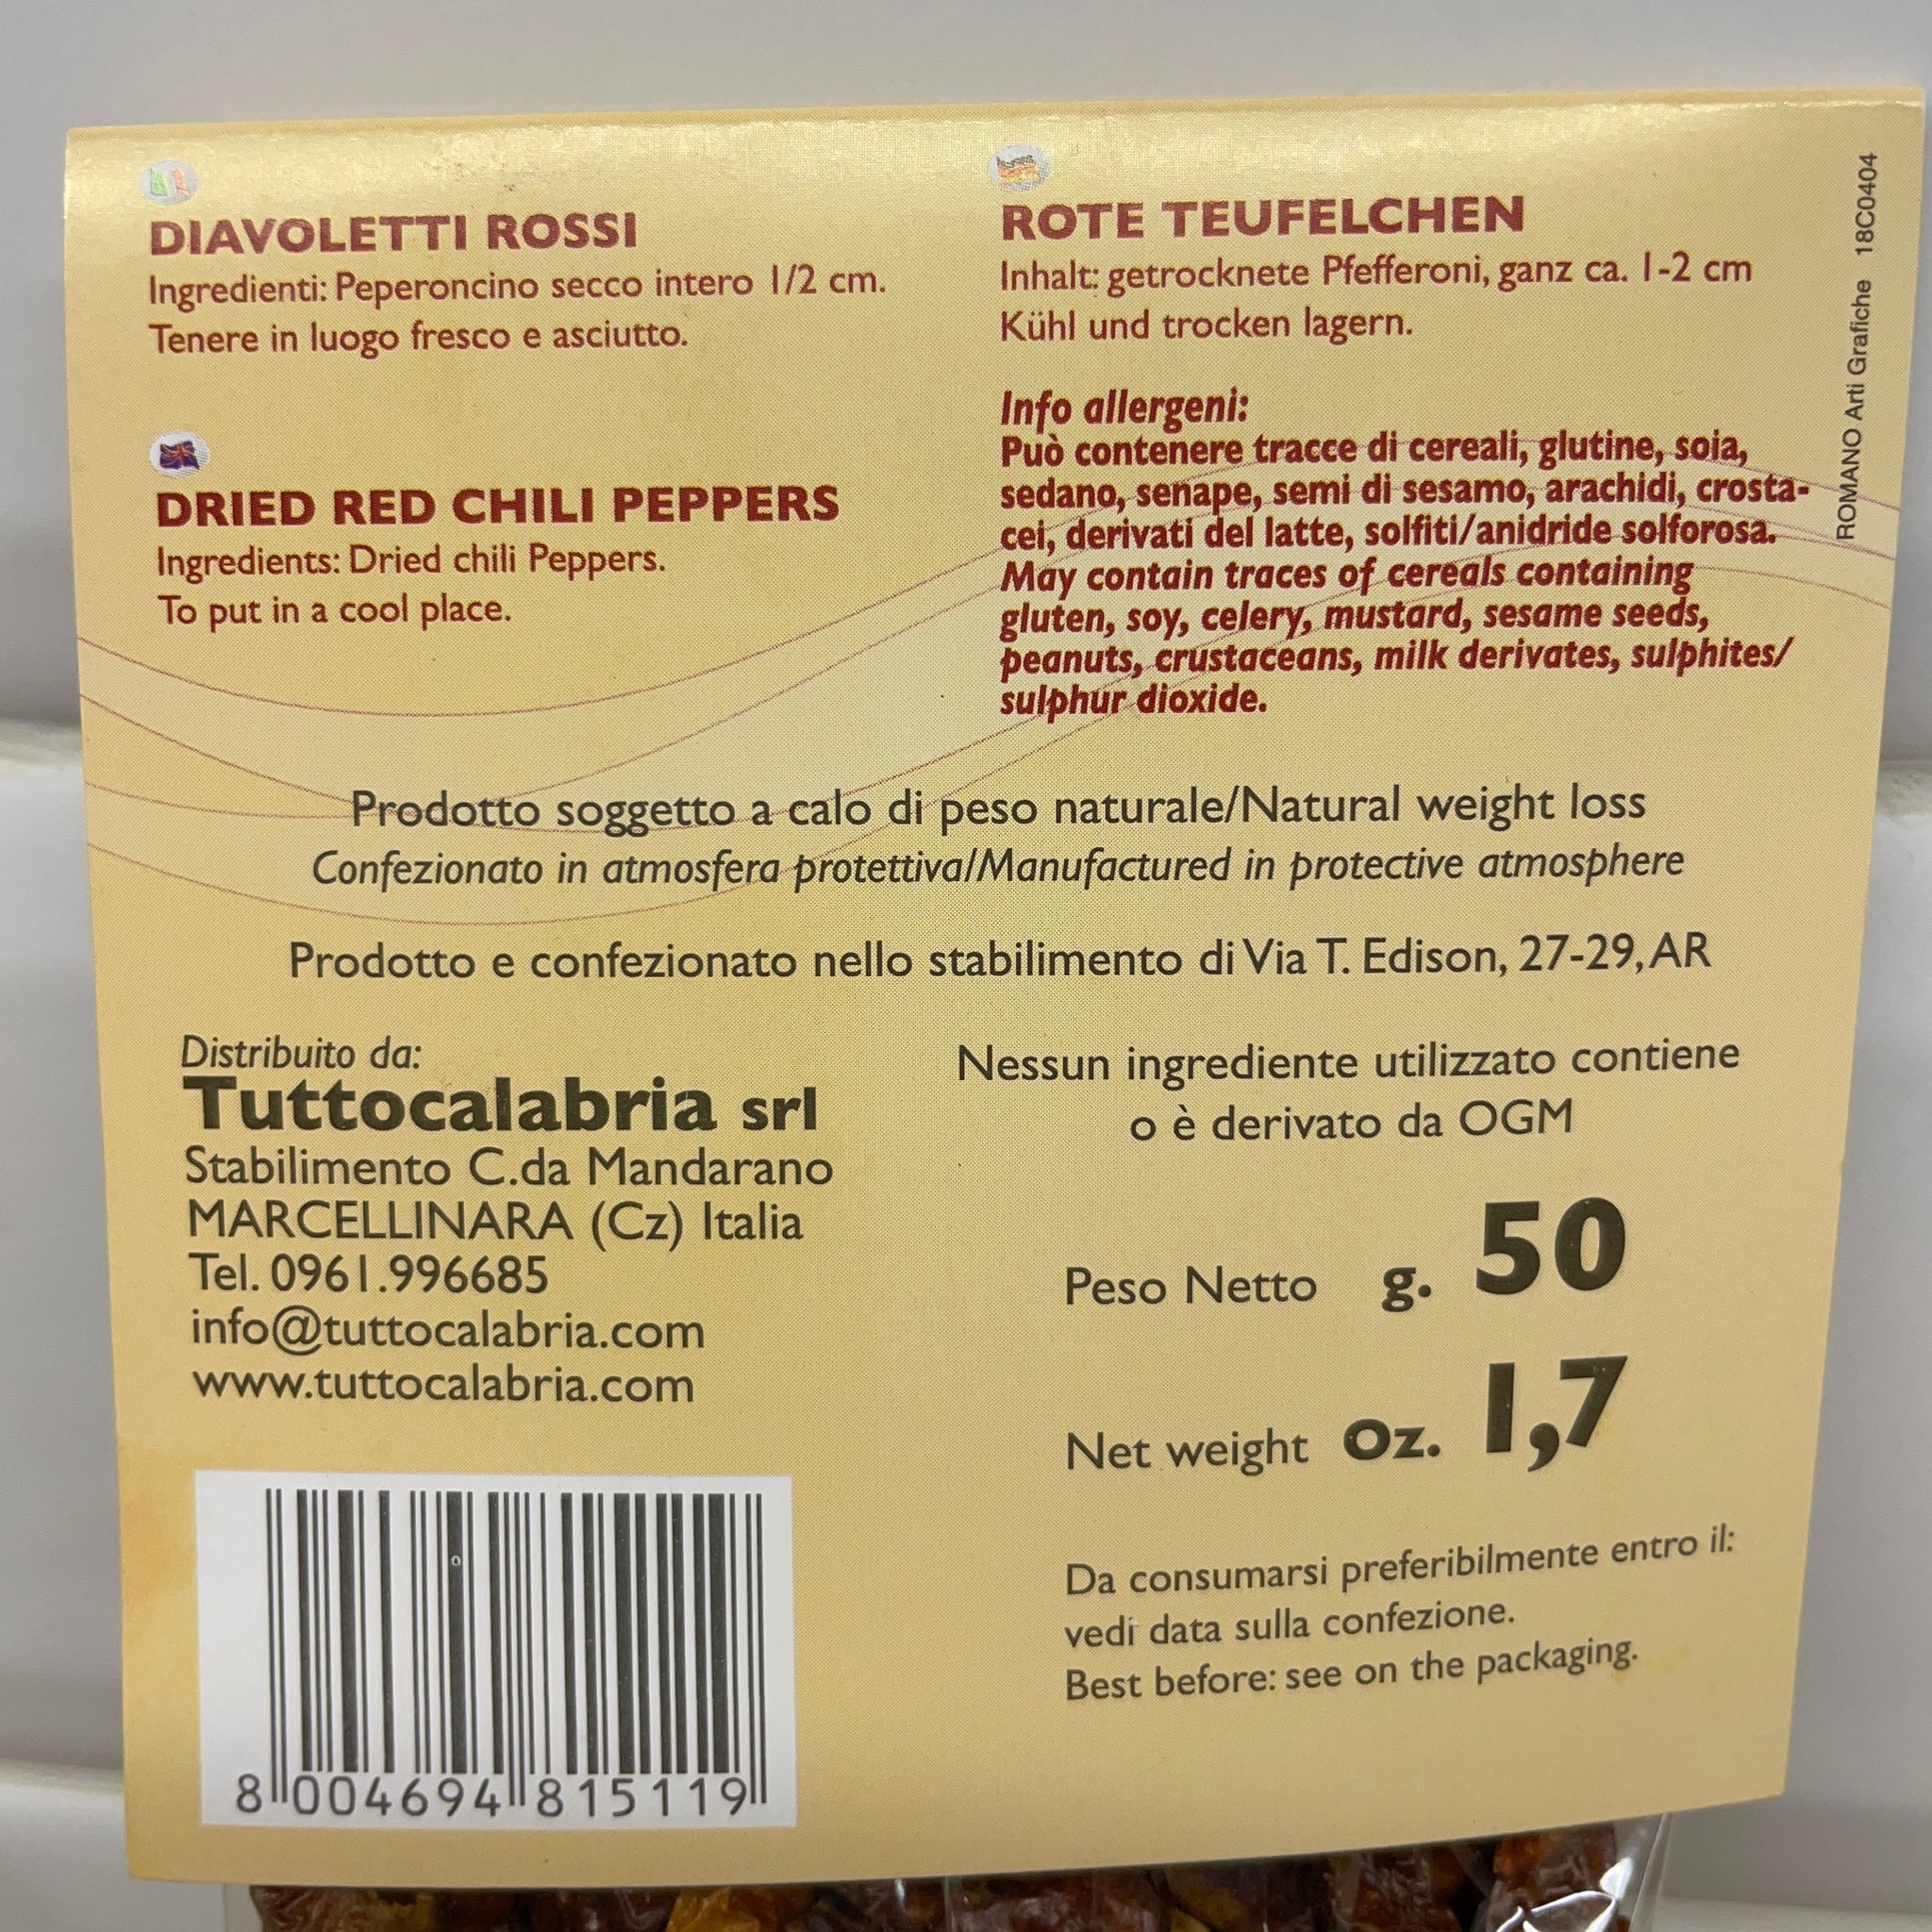 DIAVOLETTI ROSSI
Ingredienti: Peperoncino secco intero 1/2 cm.
Tenere in luogo fresco e asciutto.
DRIED RED CHILI PEPPERS
Ingredients: Dried chili Peppers.
To put in a cool place.
ROTE TEUFELCHEN
Inhalt: getrocknete Pfefferoni, ganz ca. 1-2 cm
Kühl und trocken lagern.
Info allergeni:
Può contenere tracce di cereali, glutine, soia,
sedano, senape, semi di sesamo, arachidi, crosta-
cei, derivati del latte, solfiti/anidride solforosa.
May contain traces of cereals containing
gluten, soy, celery, mustard, sesame seeds,
peanuts, crustaceans, milk derivates, sulphites/
sulphur dioxide.
ROMANO Arti Grafiche 18C0404
Prodotto soggetto a calo di peso naturale/Natural weight loss
Confezionato in atmosfera protettiva/Manufactured in protective atmosphere
Prodotto e confezionato nello stabilimento di Via T. Edison, 27-29, AR
Distribuito da:
Tuttocalabria srl
Stabilimento C.da Mandarano
MARCELLINARA (Cz) Italia
Tel. 0961.996685
info@tuttocalabria.com
www.tuttocalabria.com
Nessun ingrediente utilizzato contiene
o è derivato da OGM
Peso Netto g. 50
Net weight Oz. 1,7
Da consumarsi preferibilmente entro il:
vedi data sulla confezione.
Best before: see on the packaging.
8 004694 815119